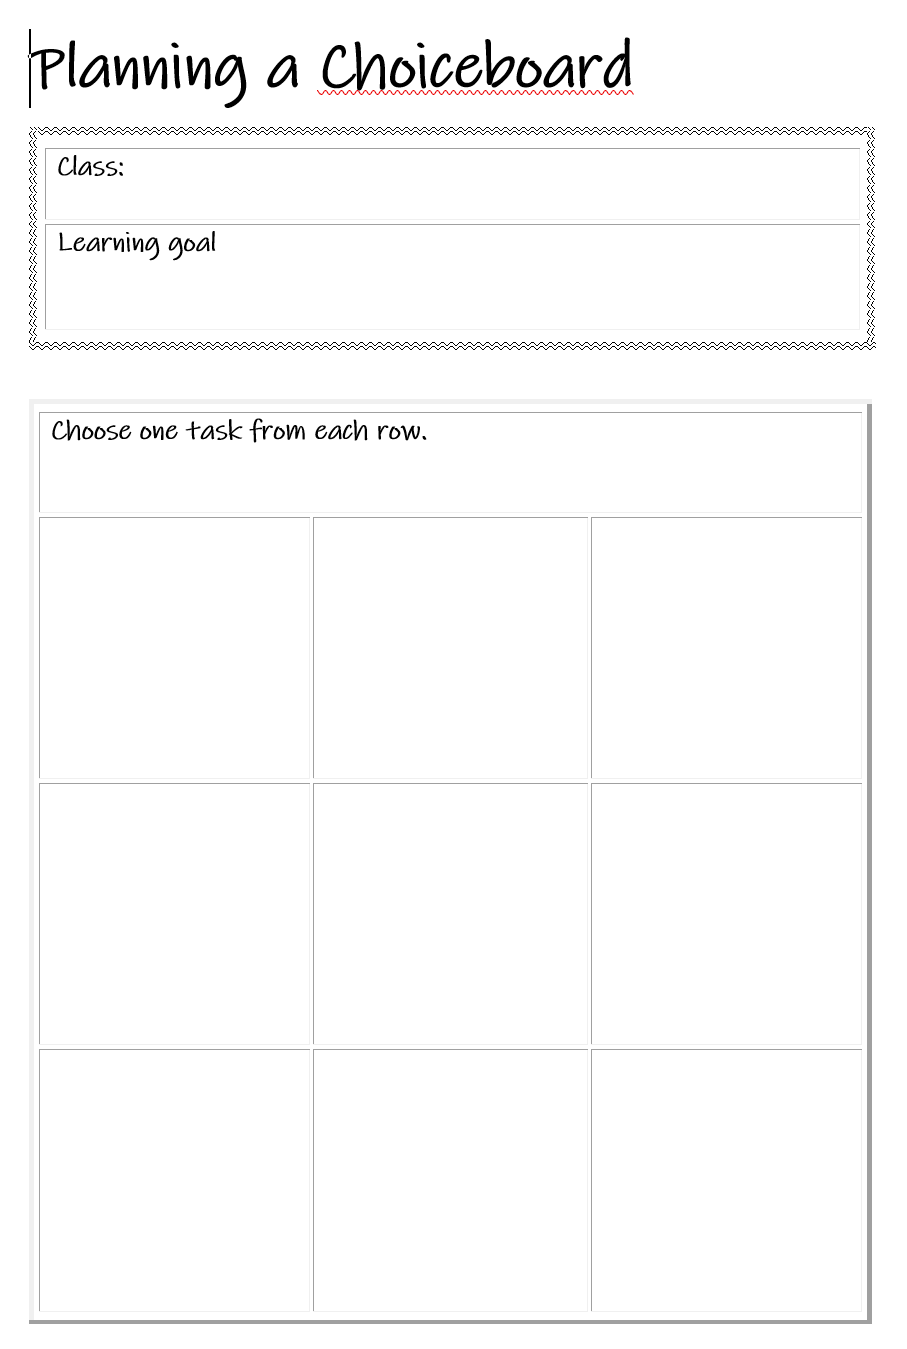 Planning a Choiceboard
Class:
Learning goal
Choose one task from each row.